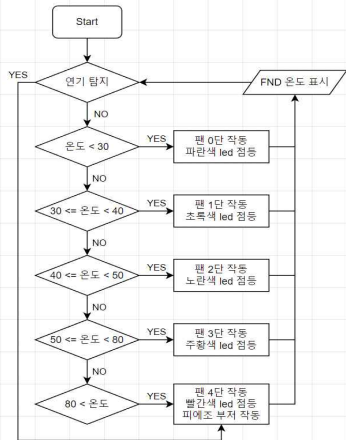 Start
YES
연기 탐지
FND 온도 표시
NO
온도 < 30
YES
팬 0단 작동
파란색 led 점등
NO
30 <= 온도 < 40
YES
팬 1단 작동
초록색 led 점등
NO
40 <= 온도 < 50
YES
팬 2단 작동
노란색 led 점등
NO
50 <= 온도 < 80
YES
팬 3단 작동
주황색 led 점등
NO
80 < 온도
YES
팬 4단 작동
빨간색 led 점등
피에조 부저 작동